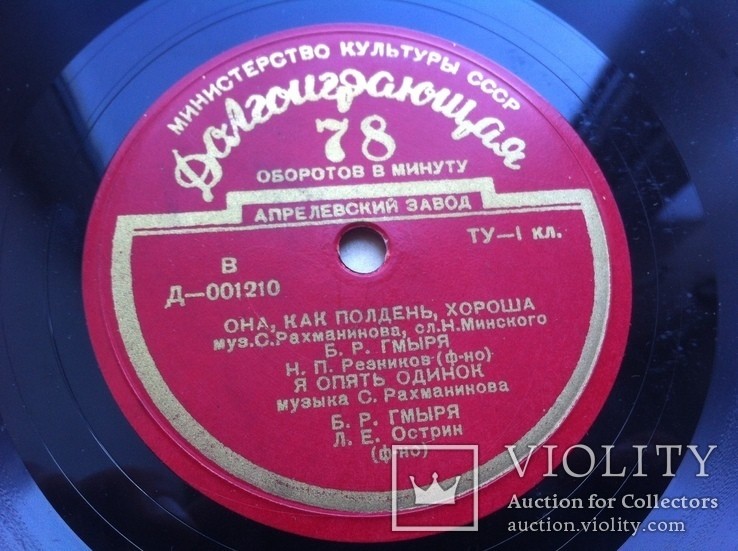 МИНИСТЕРСТВО КУЛЬТУРЫ СССР
Долгоиграющая
78
ОБОРОТОВ В МИНУТУ
АПРЕЛЕВСКИЙ ЗАВОД
ТУ—1 кл.
В
Д—001210
ОНА, КАК ПОЛДЕНЬ, ХОРОША
муз.С.Рахманинова, сл.Н.Минского
Б. Р. ГМЫРЯ
Н. П. Резников (ф-но)
Я ОПЯТЬ ОДИНОК
музыка С. Рахманинова
Б. Р. ГМЫРЯ
Л. Е. Острин
(ф-но)
VIOLITY
Auction for Collectors
auction.violity.com